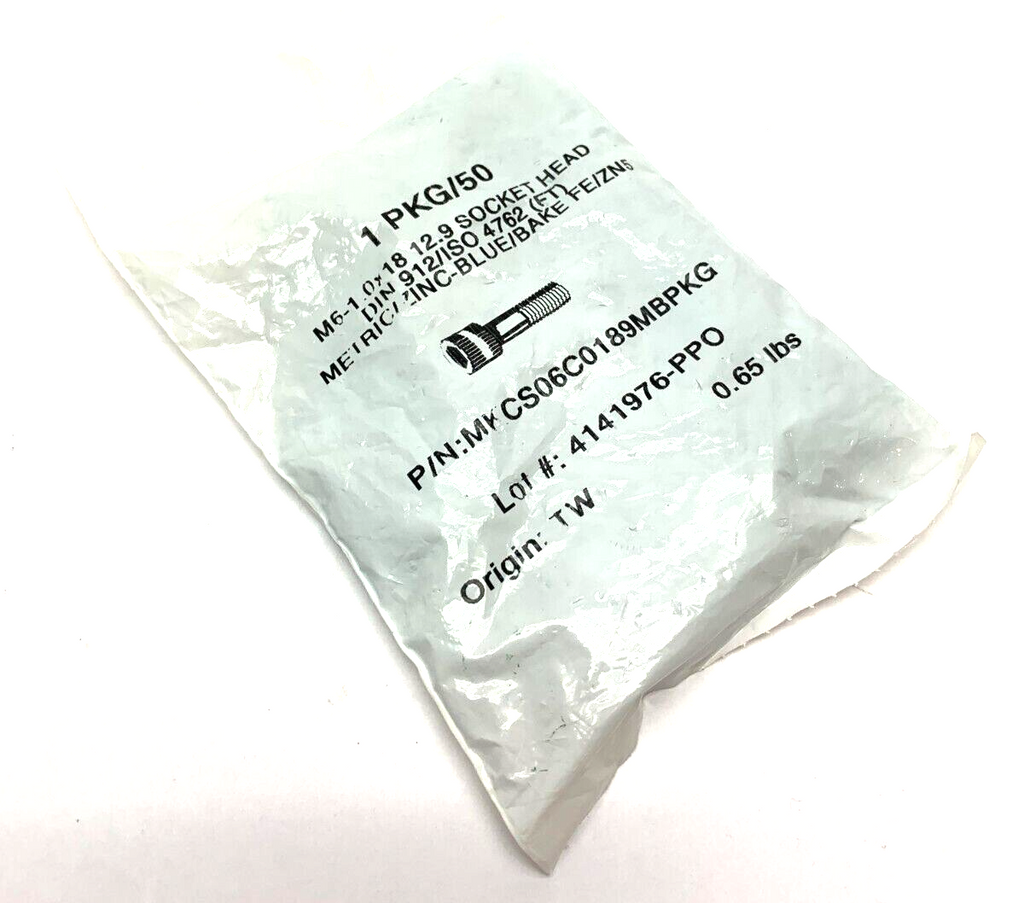 1 PKG/50
M6-1.0x18 12.9 SOCKET HEAD
DIN 912/ISO 4762 (FT)
METRIC/ZINC-BLUE/BAKE FE/ZN5
P/N: CS06C0189MBPKG
Lot #: 4141976-PPO
0.65 lbs
Origin: TW